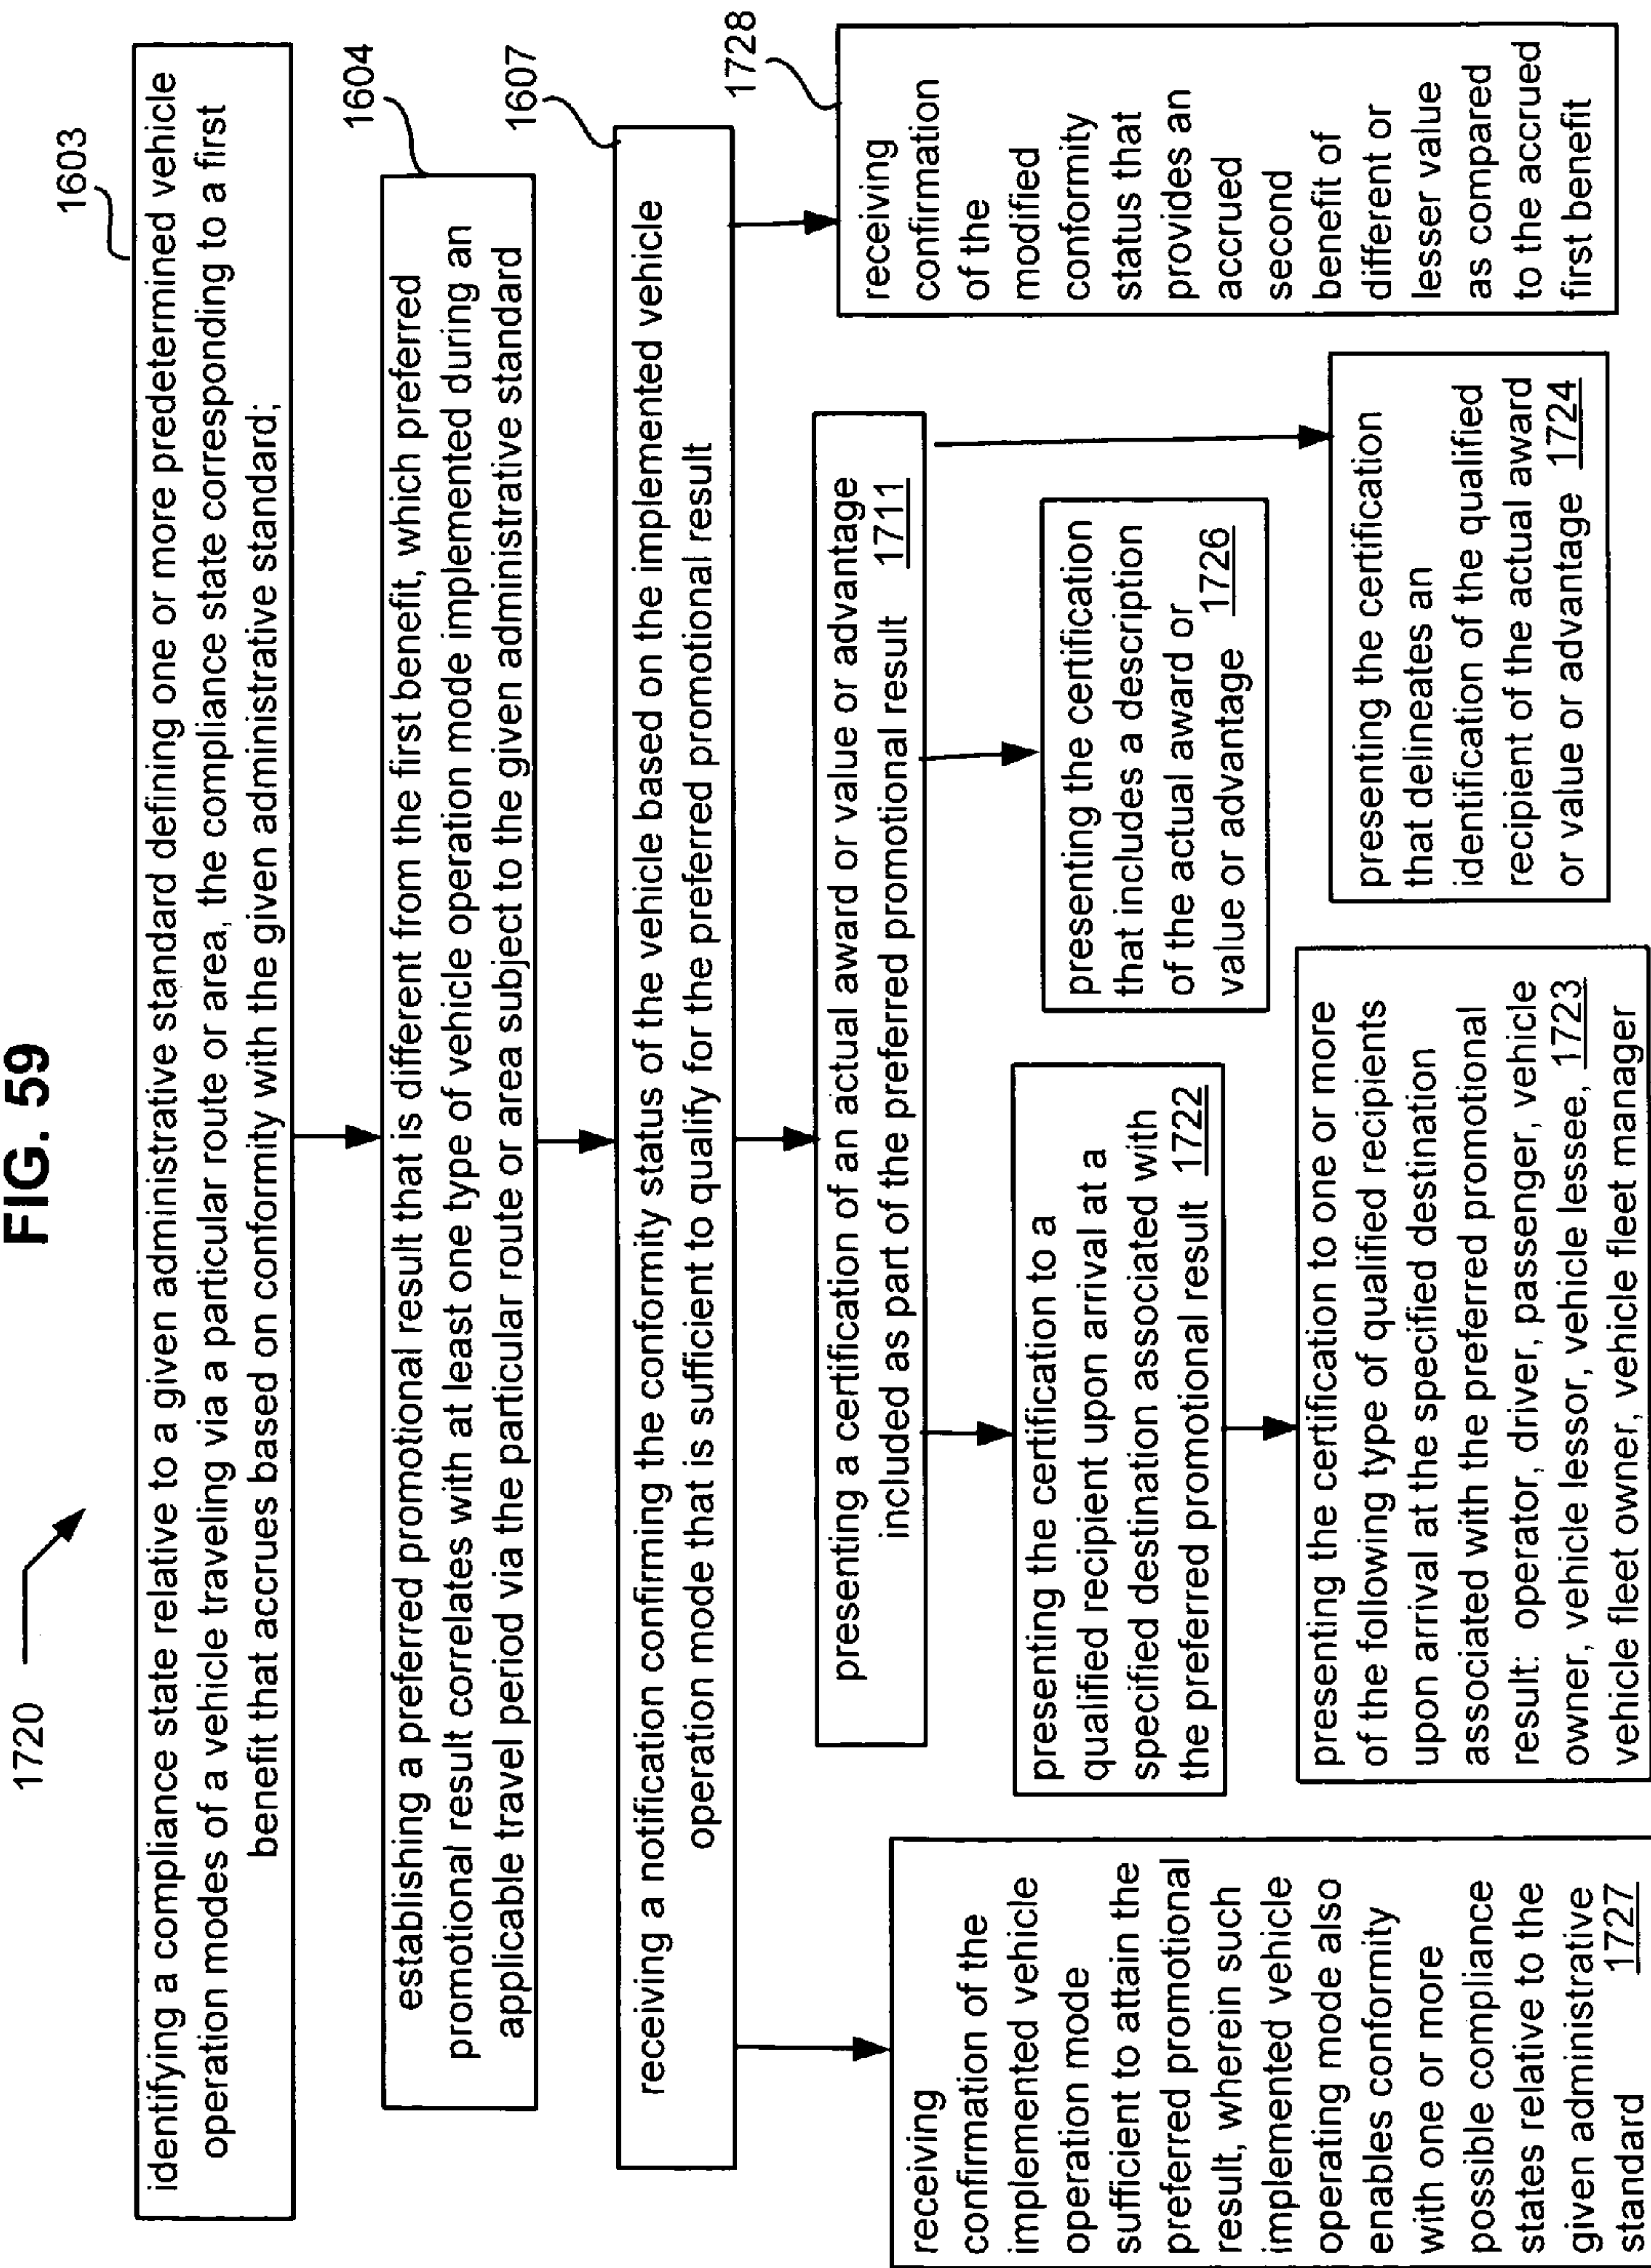 FIG. 59
1720
1603
identifying a compliance state relative to a given administrative standard defining one or more predetermined vehicle
operation modes of a vehicle traveling via a particular route or area, the compliance state corresponding to a first
benefit that accrues based on conformity with the given administrative standard;
1604
establishing a preferred promotional result that is different from the first benefit, which preferred
promotional result correlates with at least one type of vehicle operation mode implemented during an
applicable travel period via the particular route or area subject to the given administrative standard
1607
receiving a notification confirming the conformity status of the vehicle based on the implemented vehicle
operation mode that is sufficient to qualify for the preferred promotional result
receiving
confirmation of the
implemented vehicle
operation mode
sufficient to attain the
preferred promotional
result, wherein such
implemented vehicle
operating mode also
enables conformity
with one or more
possible compliance
states relative to the
given administrative
standard 1727
presenting a certification of an actual award or value or advantage
included as part of the preferred promotional result 1711
presenting the certification to a
qualified recipient upon arrival at a
specified destination associated with
the preferred promotional result 1722
presenting the certification to one or more
of the following type of qualified recipients
upon arrival at the specified destination
associated with the preferred promotional
result: operator, driver, passenger, vehicle
owner, vehicle lessor, vehicle lessee, 1723
vehicle fleet owner, vehicle fleet manager
presenting the certification
that includes a description
of the actual award or
value or advantage 1726
presenting the certification
that delineates an
identification of the qualified
recipient of the actual award
or value or advantage 1724
1728
receiving
confirmation
of the
modified
conformity
status that
provides an
accrued
second
benefit of
different or
lesser value
as compared
to the accrued
first benefit